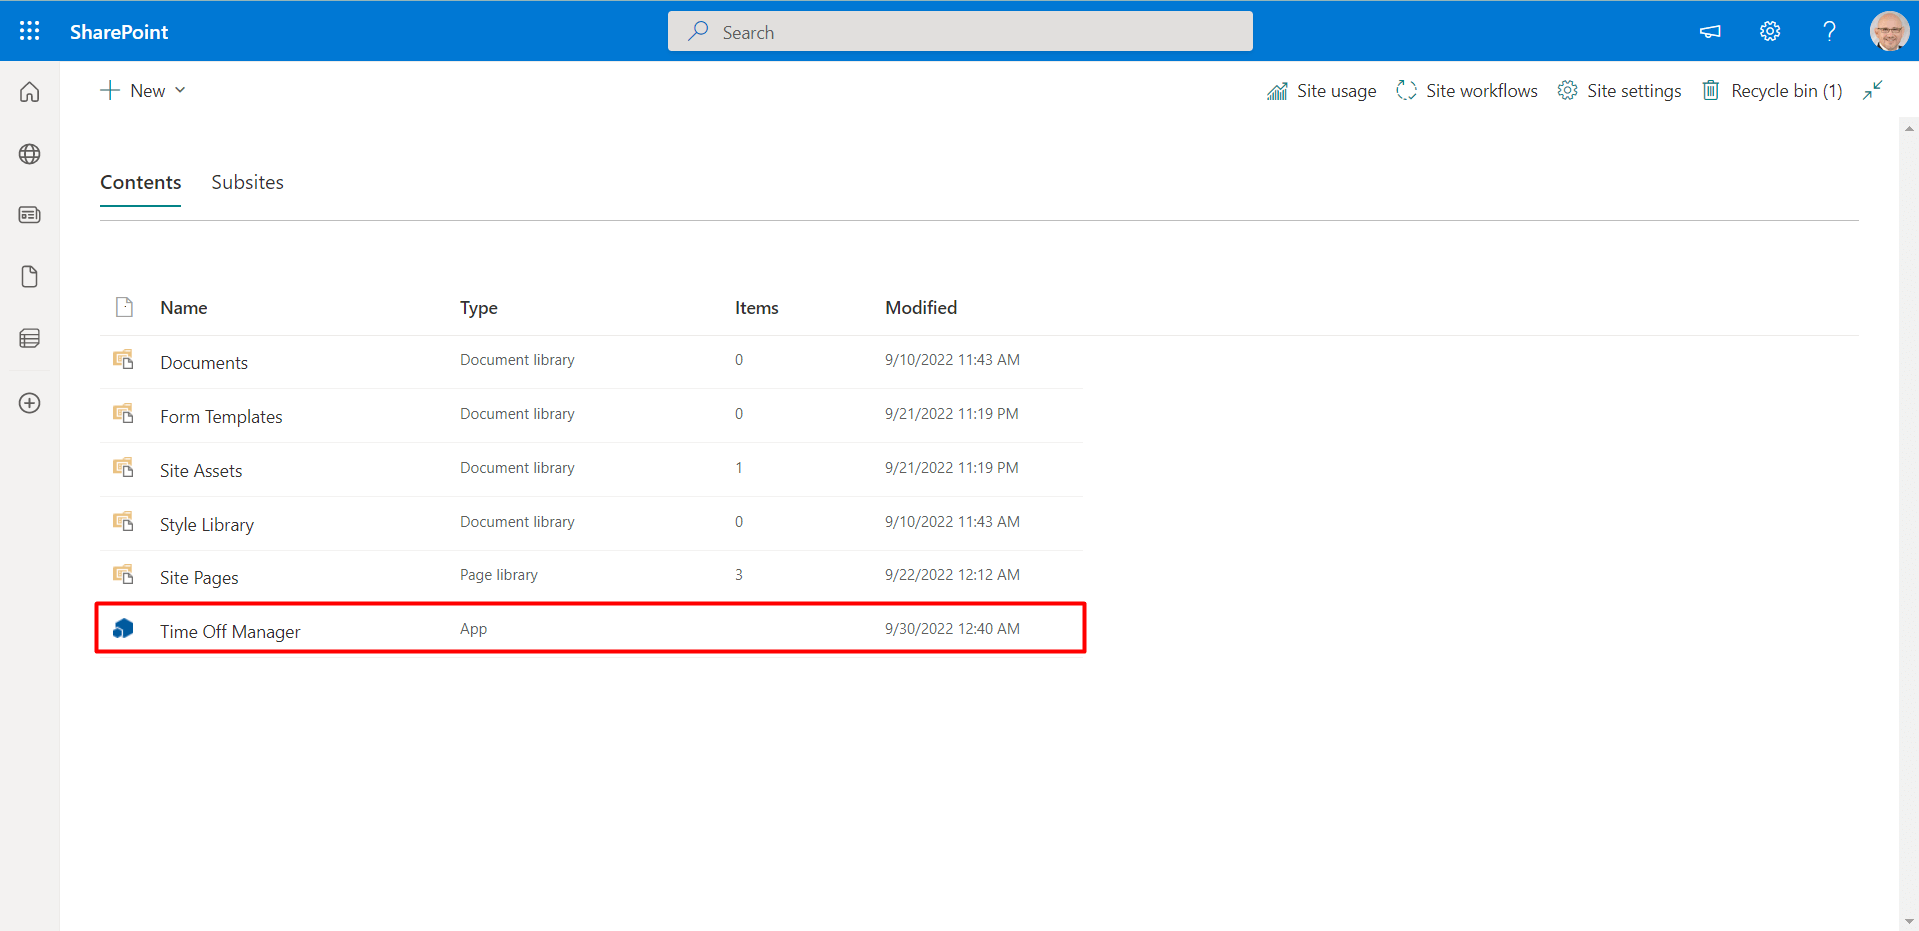 SharePoint
Search
New
Site usage
Site workflows
Site settings
Recycle bin (1)
Contents
Subsites
Name Type Items Modified
Documents Document library 0 9/10/2022 11:43 AM
Form Templates Document library 0 9/21/2022 11:19 PM
Site Assets Document library 1 9/21/2022 11:19 PM
Style Library Document library 0 9/10/2022 11:43 AM
Site Pages Page library 3 9/22/2022 12:12 AM
Time Off Manager App 9/30/2022 12:40 AM